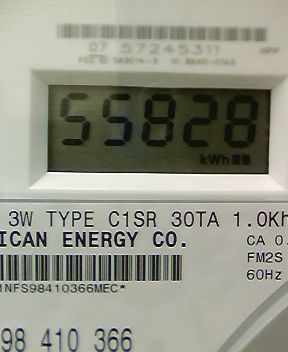 07 57245311
55828
kWh
3W TYPE C1SR 30TA 1.0Kh
ICAN ENERGY CO.
CA 0.
FM2S
60Hz
NFS98410366MEC*
98 410 366